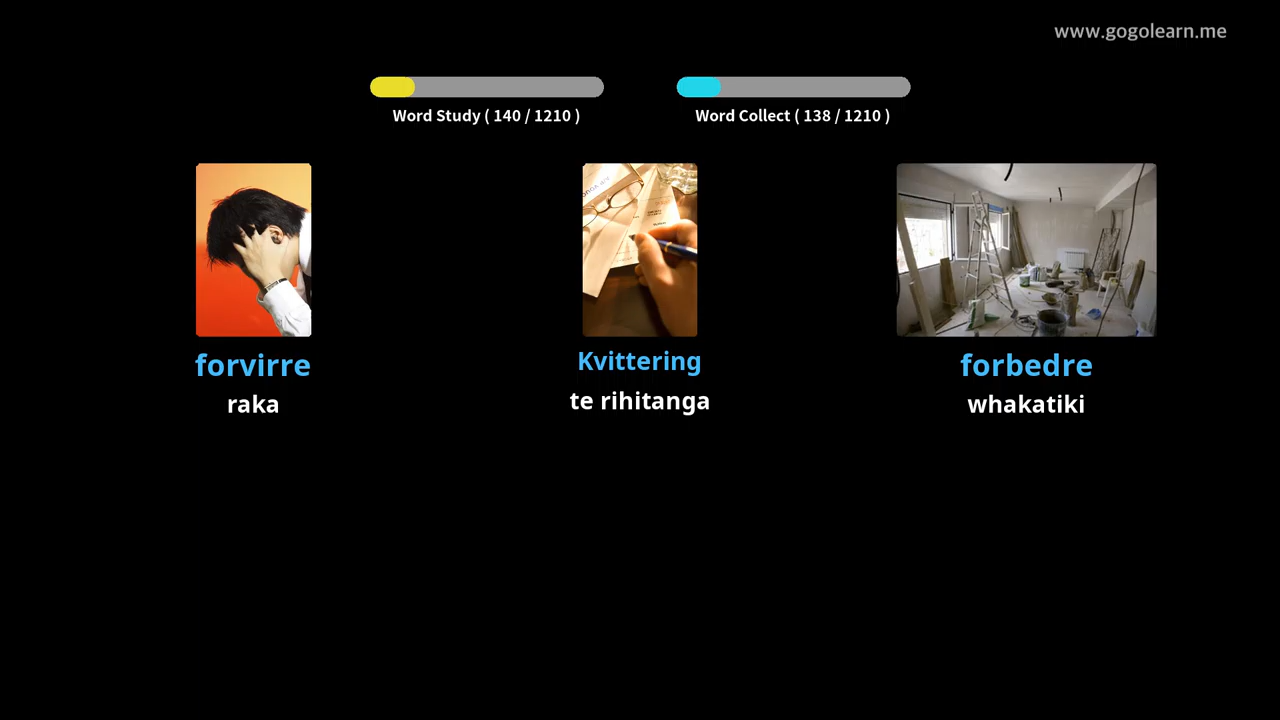 www.gogolearn.me
Word Study ( 140 / 1210 )
Word Collect ( 138 / 1210 )
forvirre
Kvittering
forbedre
raka
te rihitanga
whakatiki